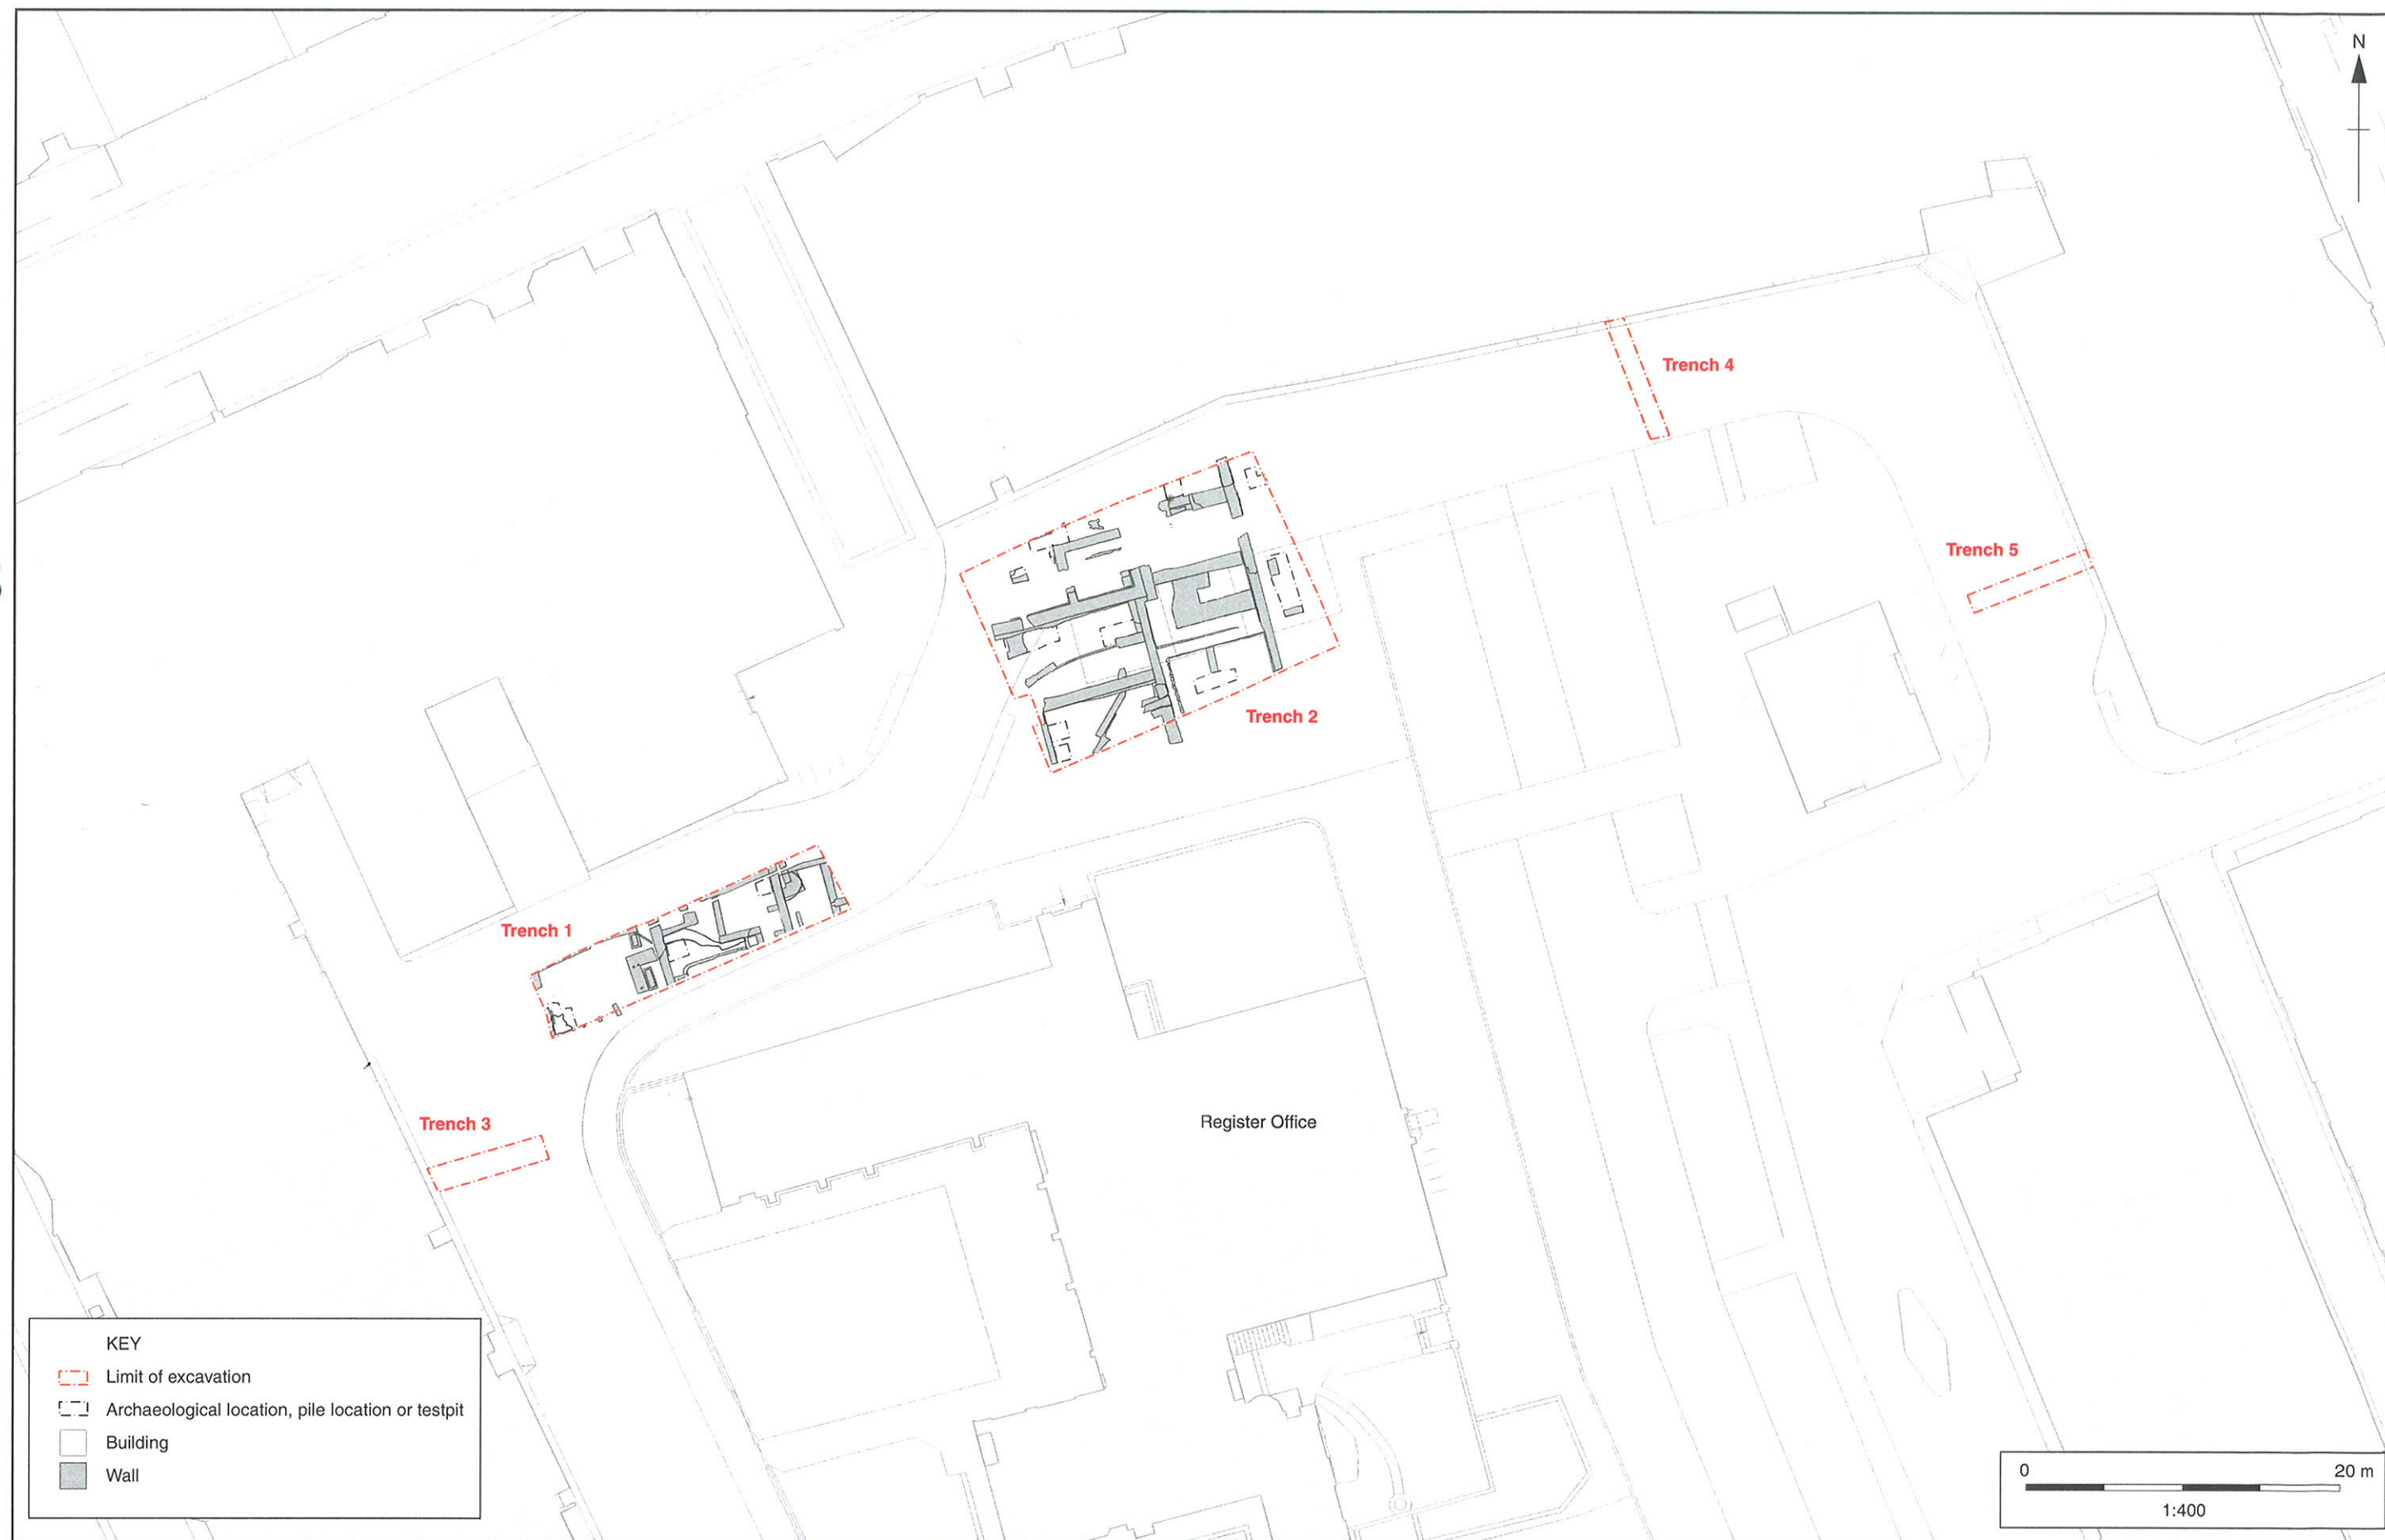 N
Trench 4
Trench 5
Trench 2
Trench 1
Trench 3
Register Office
KEY
Limit of excavation
Archaeological location, pile location or testpit
Building
Wall
0 20 m
1:400